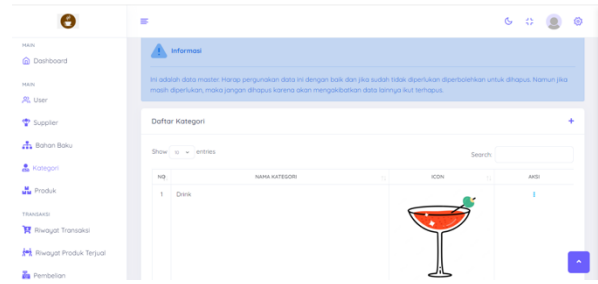 MAIN
Dashboard
MAIN
User
Supplier
Bahan Baku
Kategori
Produk
TRANSAKSI
Riwayat Transaksi
Riwayat Produk Terjual
Pembelian
Informasi
Ini adalah data master. Harap pergunakan data ini dengan baik dan jika sudah tidak diperlukan diperbolehkan untuk dihapus. Namun jika
masih diperlukan, maka jangan dihapus karena akan mengakibatkan data lainnya ikut terhapus.
Daftar Kategori
Show 10 entries
Search:
NO NAMA KATEGORI ICON AKSI
1 Drink